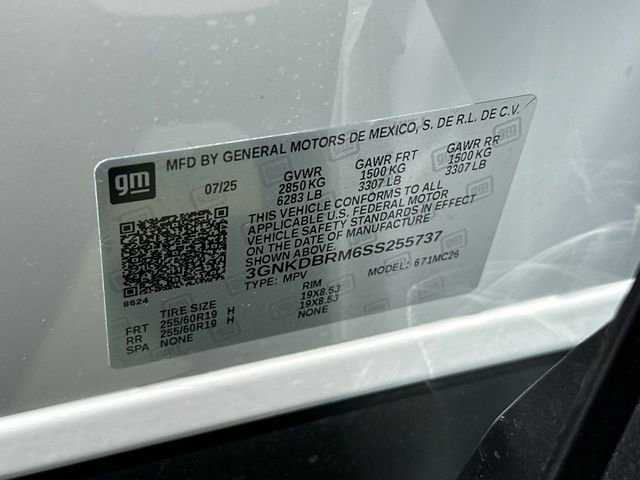 gm
MFD BY GENERAL MOTORS DE MEXICO, S. DE R.L. DE C.V.
07/25 GVWR GAWR FRT GAWR RR
2850 KG 1500 KG 1500 KG
6283 LB 3307 LB 3307 LB
THIS VEHICLE CONFORMS TO ALL
APPLICABLE U.S. FEDERAL MOTOR
VEHICLE SAFETY STANDARDS IN EFFECT
ON THE DATE OF MANUFACTURE
SHOWN ABOVE.
3GNKDBRM6SS255737
TYPE: MPV MODEL: 671MC26
8624
TIRE SIZE RIM
FRT 255/60R19 H 19X8.5J
RR 255/60R19 H 19X8.5J
SPA NONE NONE